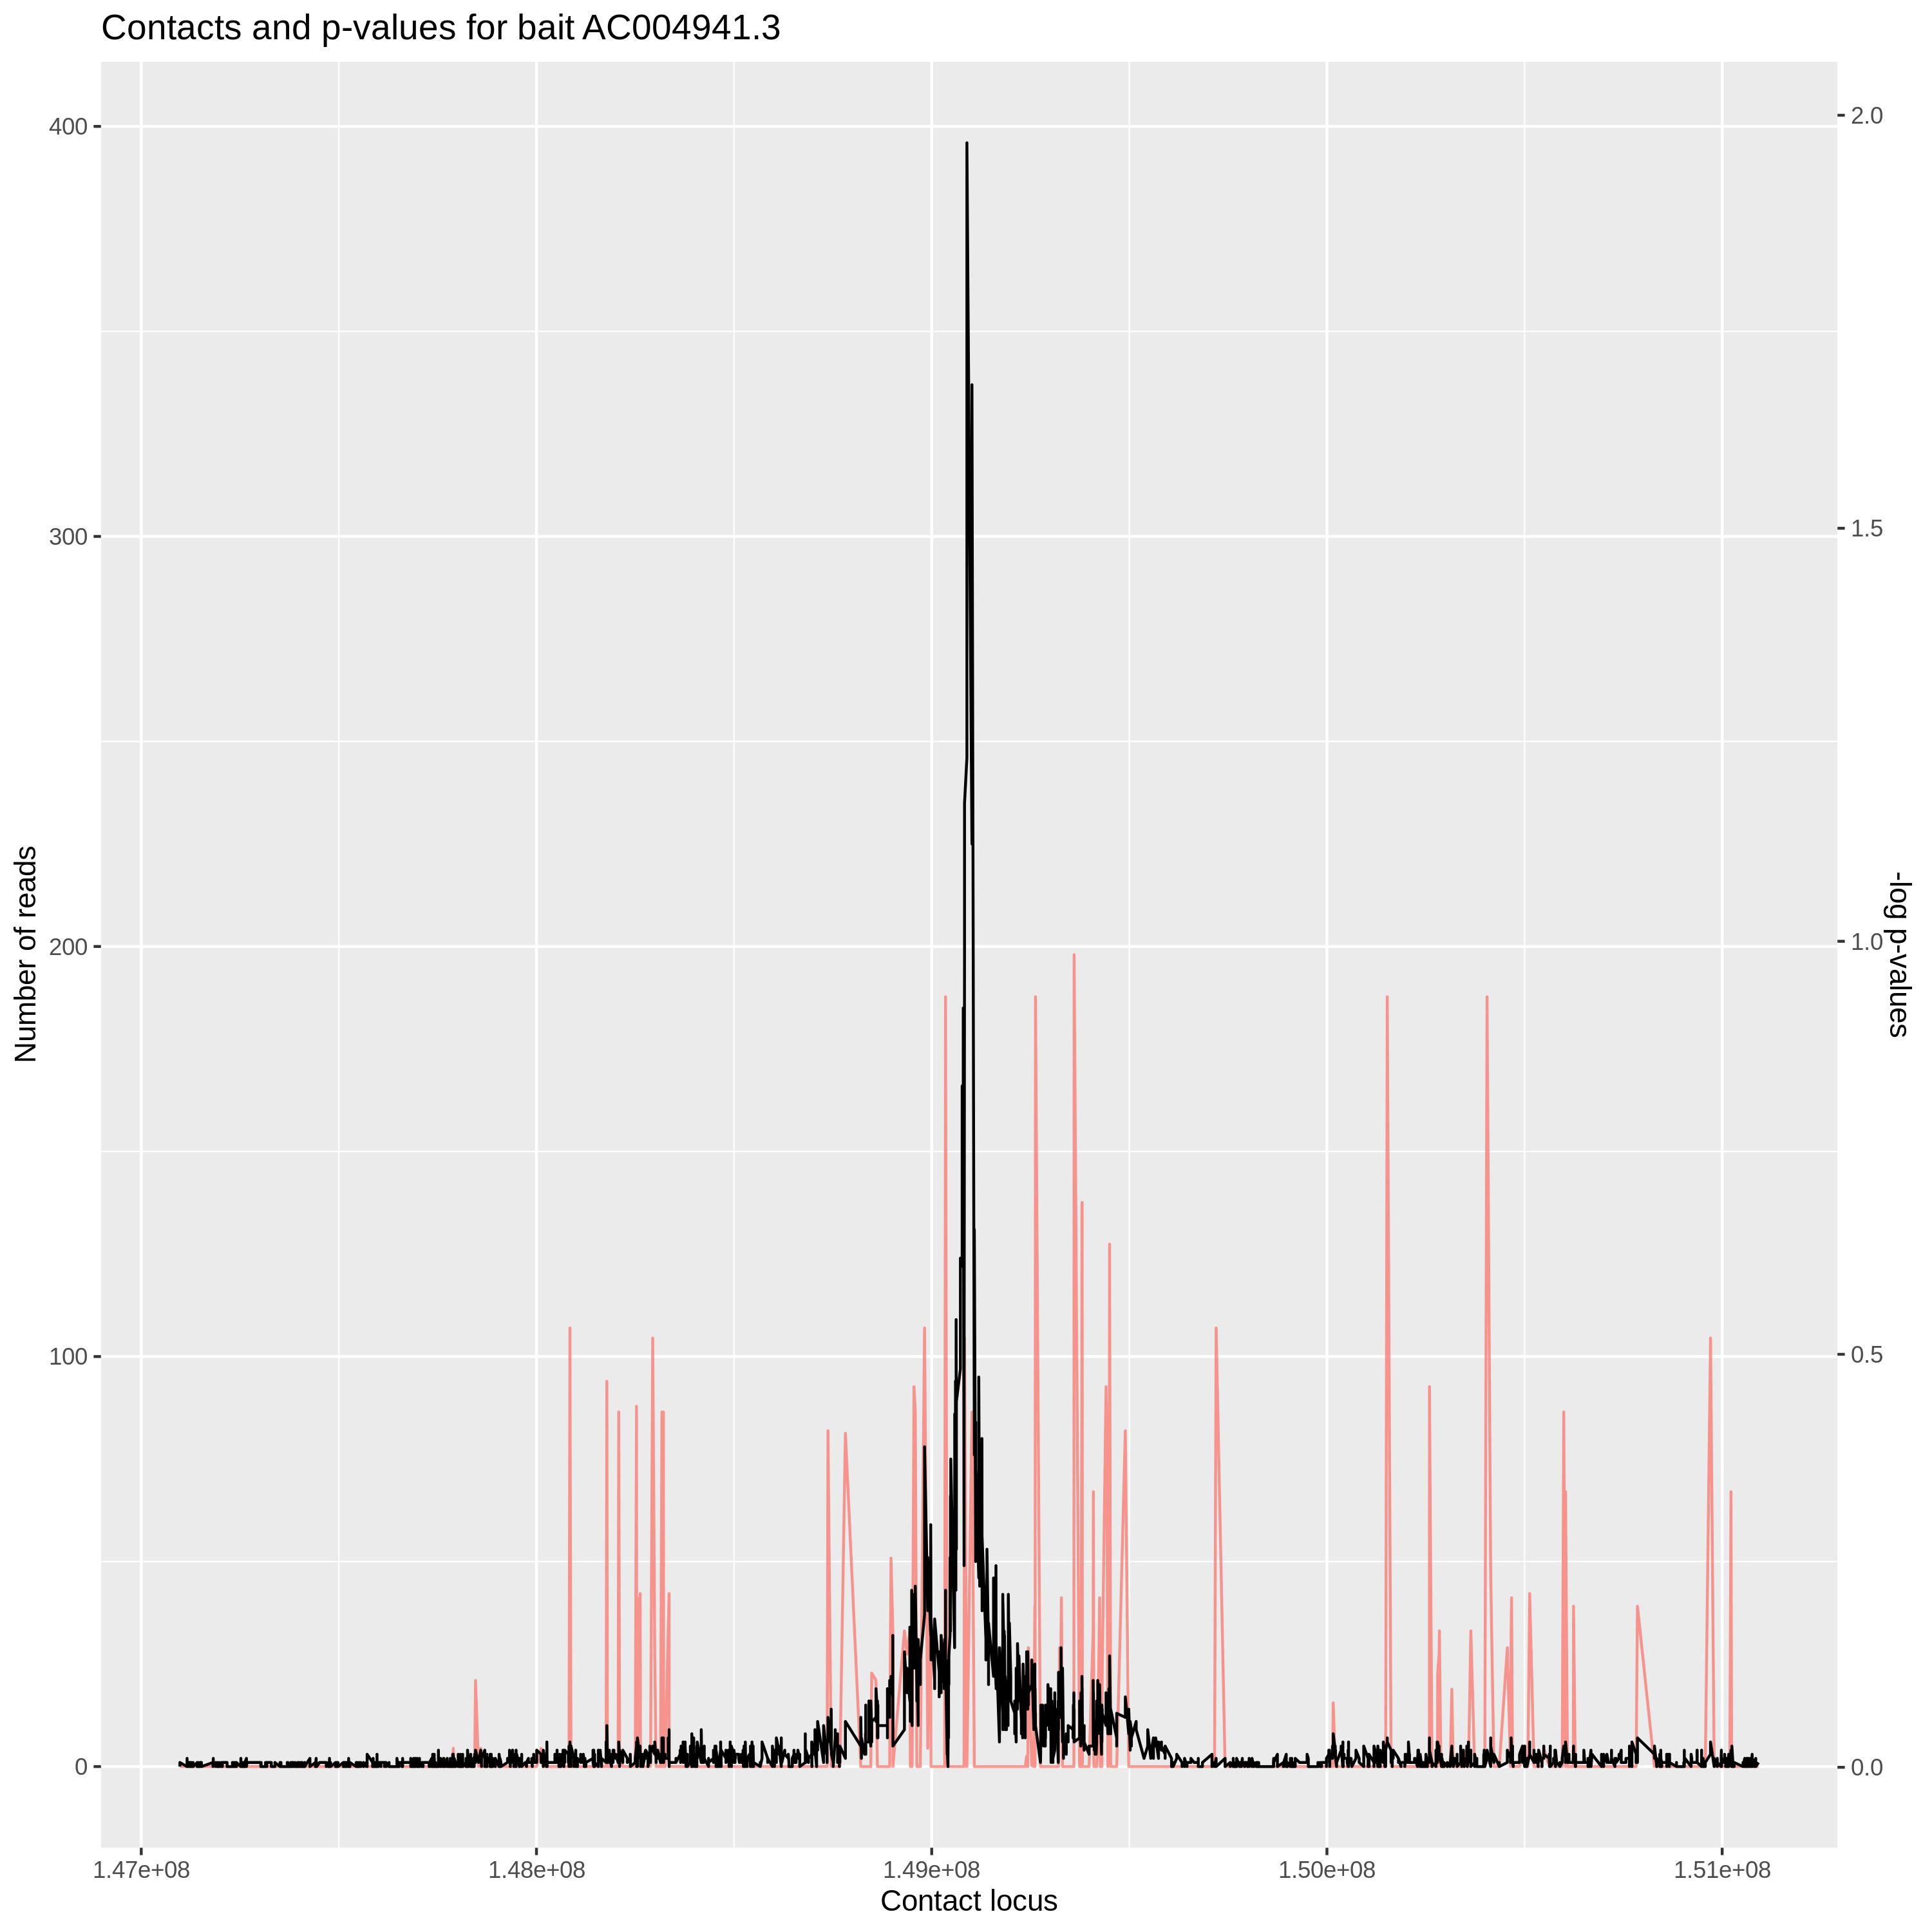 Contacts and p-values for bait AC004941.3
Number of reads
400
300
200
100
0
2.0
1.5
1.0
0.5
0.0
-log p-values
1.47e+08 1.48e+08 1.49e+08 1.50e+08 1.51e+08
Contact locus